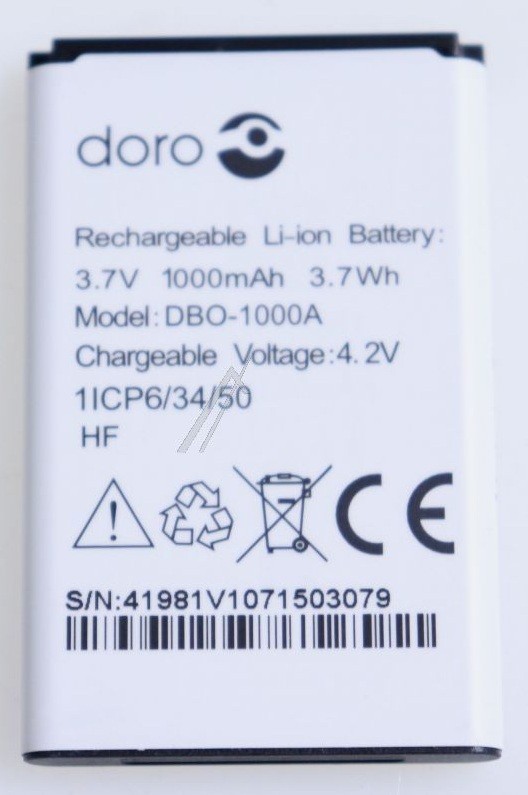 doro
Rechargeable Li-ion Battery:
3.7V 1000mAh 3.7Wh
Model: DBO-1000A
Chargeable Voltage:4.2V
1ICP6/34/50
HF
CE
S/N:41981V1071503079